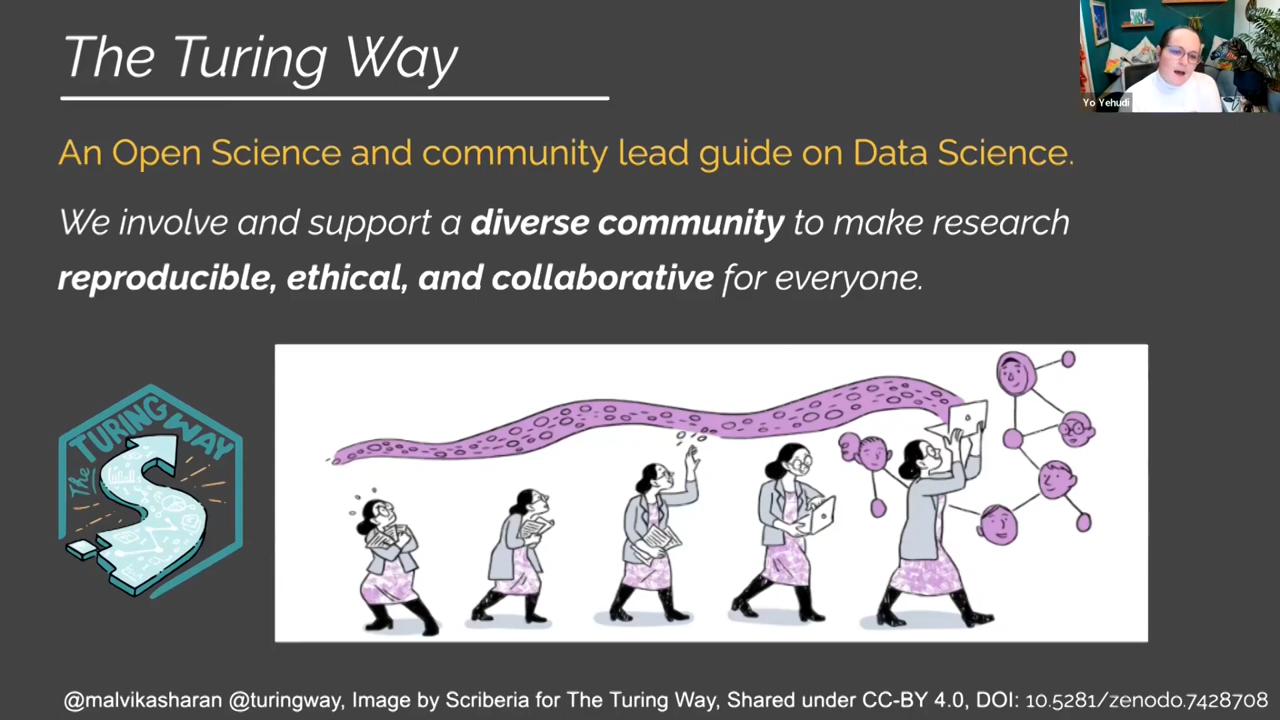 The Turing Way
Yo Yehudi
An Open Science and community lead guide on Data Science.
We involve and support a diverse community to make research
reproducible, ethical, and collaborative for everyone.
The TURING WAY
@malvikasharan @turingway, Image by Scriberia for The Turing Way, Shared under CC-BY 4.0, DOI: 10.5281/zenodo.7428708